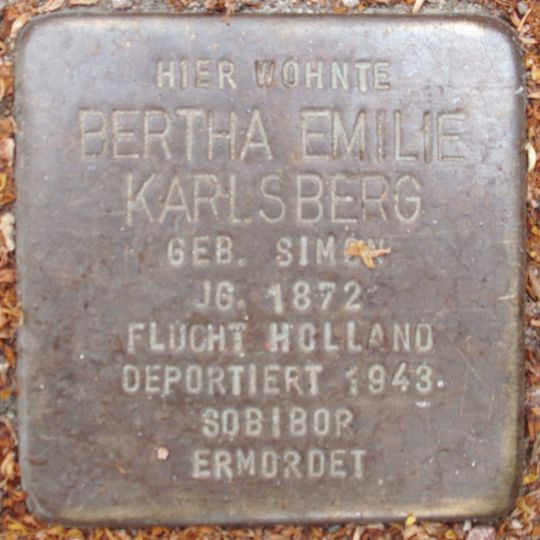 HIER WOHNTE
BERTHA EMILIE
KARLSBERG
GEB. SIMON
JG. 1872
FLUCHT HOLLAND
DEPORTIERT 1943
SOBIBOR
ERMORDET